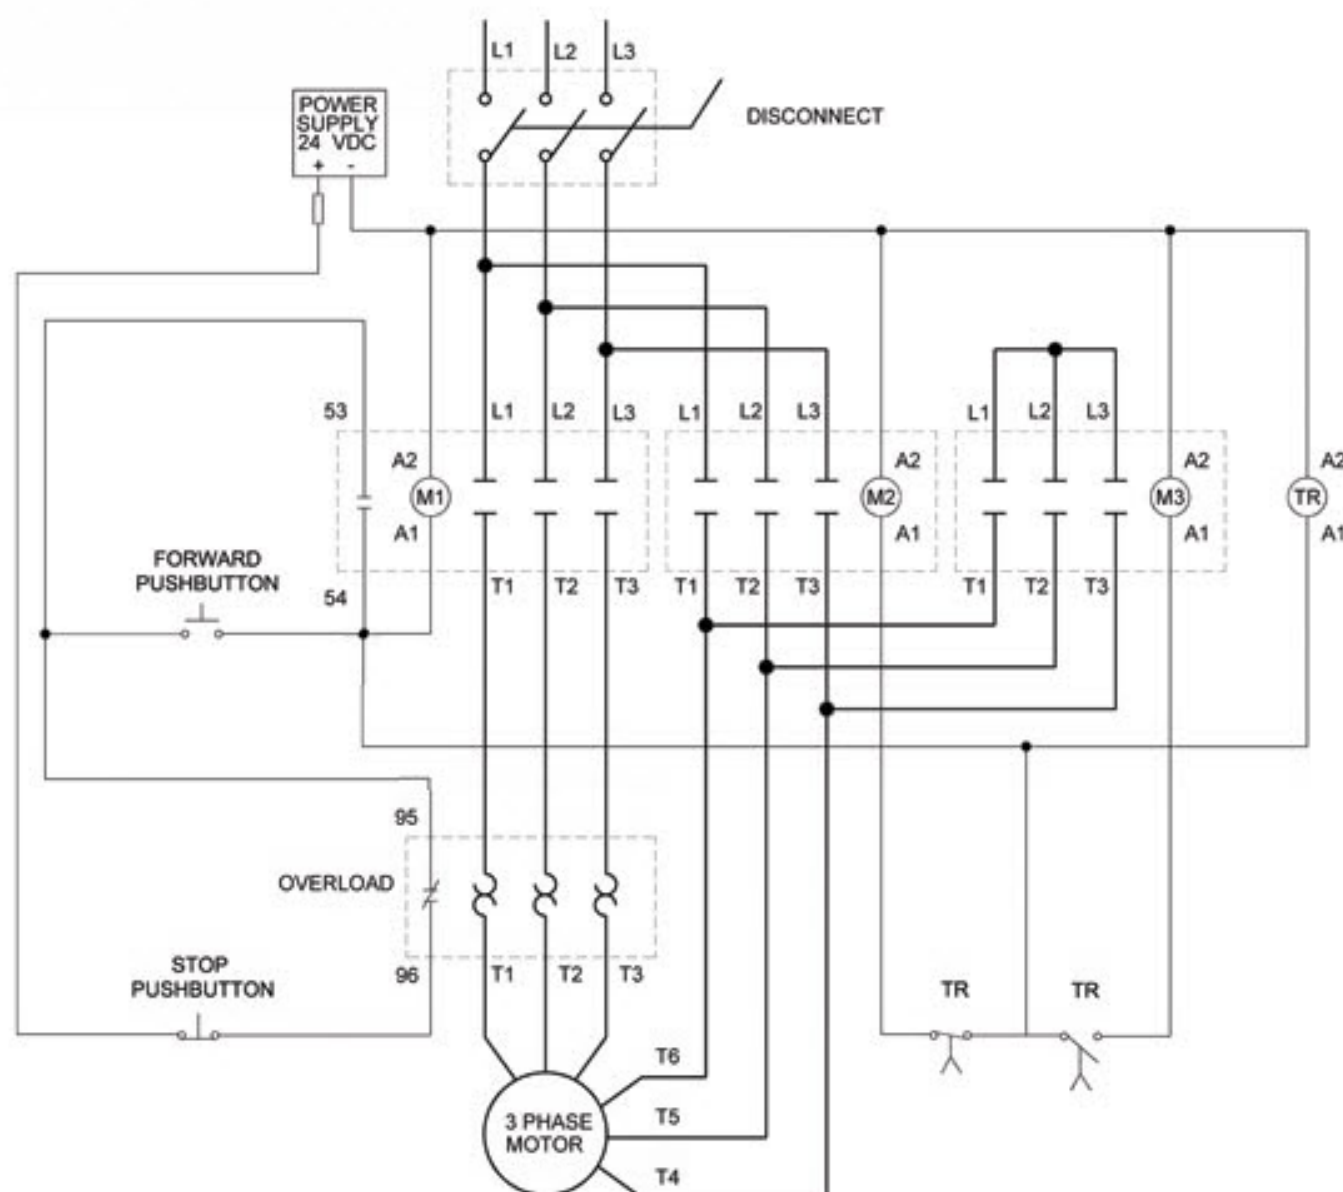 L1 L2 L3
POWER
SUPPLY
24 VDC
+ -
DISCONNECT
53
L1 L2 L3 L1 L2 L3 L1 L2 L3
A2 A2 A2 A2
M1 M2 M3 TR
A1 A1 A1 A1
FORWARD
PUSHBUTTON
54
T1 T2 T3 T1 T2 T3 T1 T2 T3
95
OVERLOAD
96 T1 T2 T3
STOP
PUSHBUTTON
TR TR
T6
3 PHASE
MOTOR
T5
T4